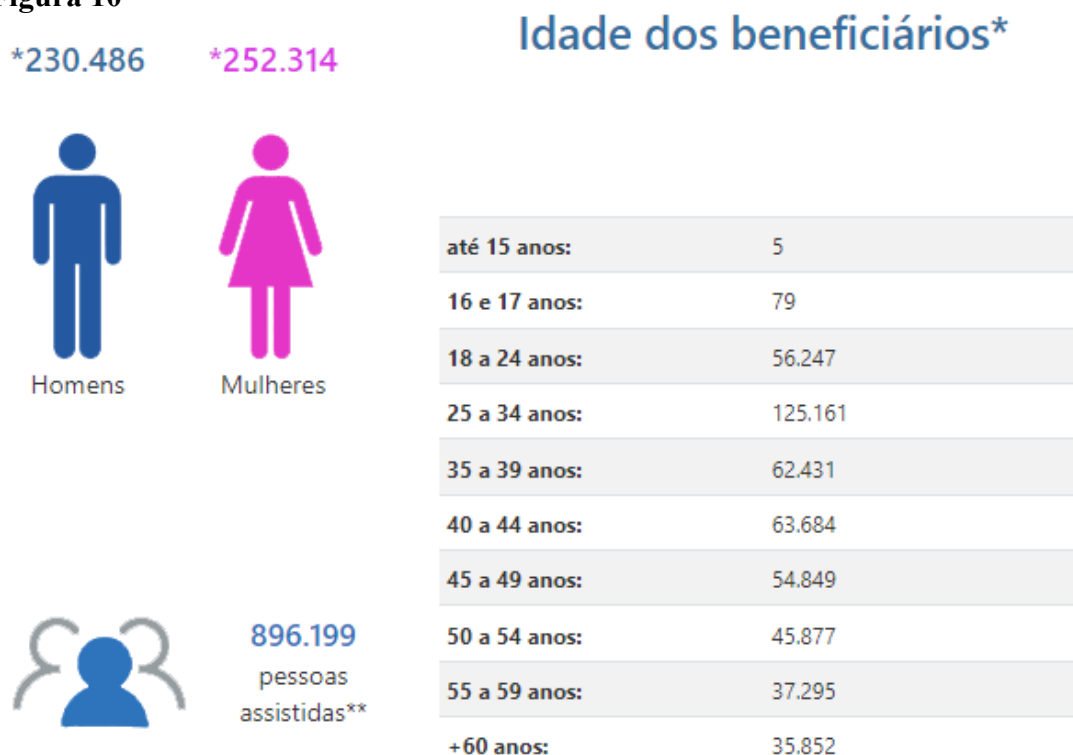 Figura 10
*230.486 *252.314
Homens Mulheres
896.199
pessoas
assistidas**
Idade dos beneficiários*
até 15 anos: 5
16 e 17 anos: 79
18 a 24 anos: 56.247
25 a 34 anos: 125.161
35 a 39 anos: 62.431
40 a 44 anos: 63.684
45 a 49 anos: 54.849
50 a 54 anos: 45.877
55 a 59 anos: 37.295
+60 anos: 35.852